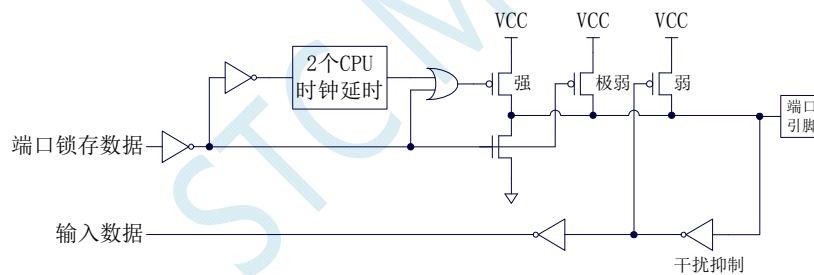 VCC
VCC
VCC
2个CPU
时钟延时
强
极弱
弱
端口
引脚
端口锁存数据
输入数据
干扰抑制
STCM